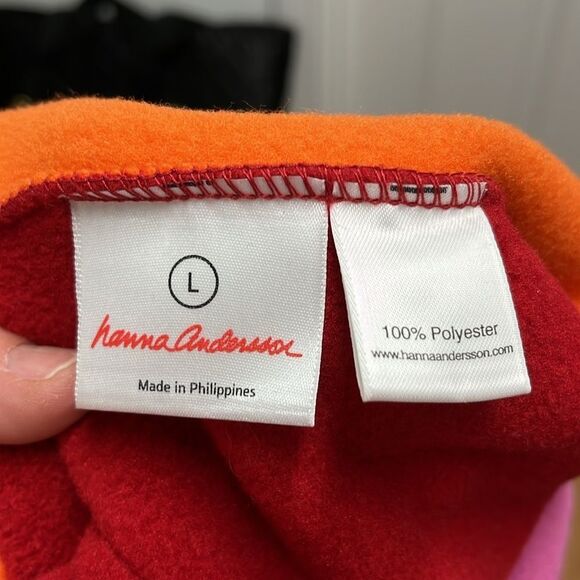 L
hanna andersson
Made in Philippines
100% Polyester
www.hannaandersson.com